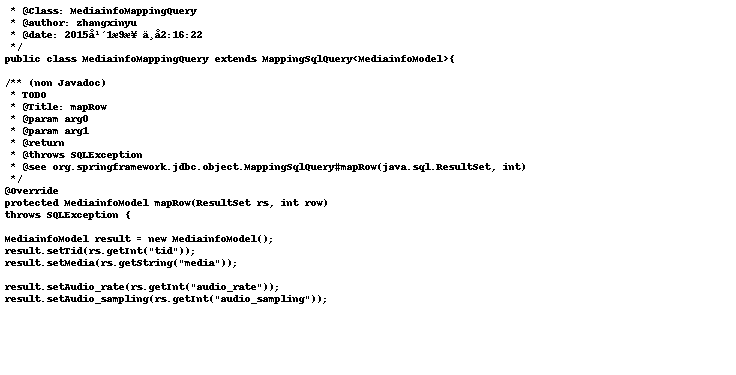 * @Class: MediainfoMappingQuery
 * @author: zhangxinyu
 * @date: 2015å¹´1æ9æ¥ ä¸å2:16:22
 */
public class MediainfoMappingQuery extends MappingSqlQuery<MediainfoModel>{
/** (non Javadoc)
 * TODO
 * @Title: mapRow
 * @param arg0
 * @param arg1
 * @return
 * @throws SQLException
 * @see org.springframework.jdbc.object.MappingSqlQuery#mapRow(java.sql.ResultSet, int)
 */
@Override
protected MediainfoModel mapRow(ResultSet rs, int row)
throws SQLException {
MediainfoModel result = new MediainfoModel();
result.setTid(rs.getInt("tid"));
result.setMedia(rs.getString("media"));
result.setAudio_rate(rs.getInt("audio_rate"));
result.setAudio_sampling(rs.getInt("audio_sampling"));